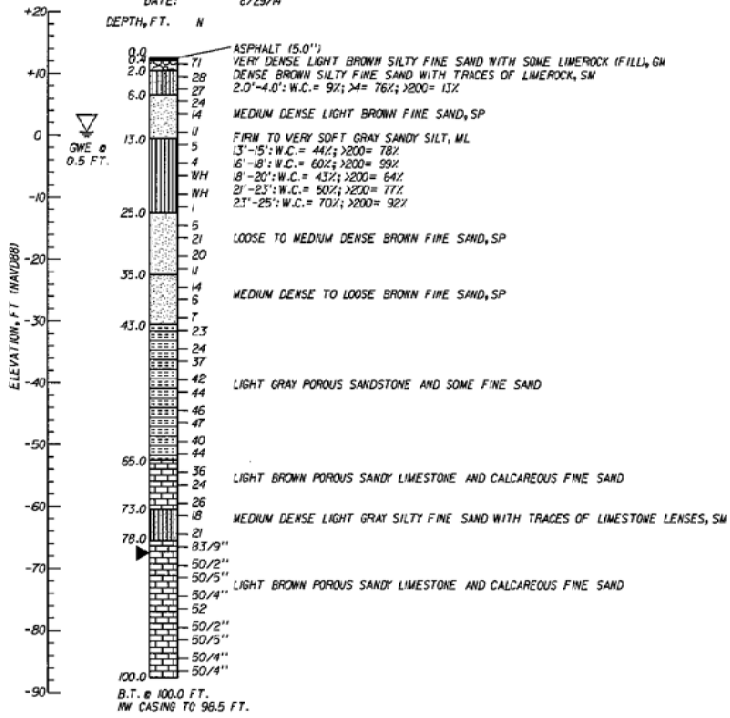 DATE: 8/29/14
DEPTH, FT. N
+20
+10
0
-10
-20
-30
-40
-50
-60
-70
-80
-90
ELEVATION, FT (NAVD88)
GWE @
0.5 FT.
0.0
0.4
2.0
6.0
13.0
25.0
35.0
43.0
65.0
73.0
78.0
100.0
71
28
27
24
14
11
5
4
WH
WH
1
5
21
20
11
14
6
7
23
24
37
42
44
46
47
40
44
36
24
26
18
21
83/9"
50/2"
50/5"
50/4"
52
50/2"
50/5"
50/4"
50/4"
ASPHALT (5.0")
VERY DENSE LIGHT BROWN SILTY FINE SAND WITH SOME LIMEROCK (FILL), GM
DENSE BROWN SILTY FINE SAND WITH TRACES OF LIMEROCK, SM
2.0'-4.0': W.C.= 9%; >4= 76%; >200= 13%
MEDIUM DENSE LIGHT BROWN FINE SAND, SP
FIRM TO VERY SOFT GRAY SANDY SILT, ML
13'-15': W.C.= 44%; >200= 78%
16'-18': W.C.= 60%; >200= 99%
18'-20': W.C.= 43%; >200= 64%
21'-23': W.C.= 50%; >200= 77%
23'-25': W.C.= 70%; >200= 92%
LOOSE TO MEDIUM DENSE BROWN FINE SAND, SP
MEDIUM DENSE TO LOOSE BROWN FINE SAND, SP
LIGHT GRAY POROUS SANDSTONE AND SOME FINE SAND
LIGHT BROWN POROUS SANDY LIMESTONE AND CALCAREOUS FINE SAND
MEDIUM DENSE LIGHT GRAY SILTY FINE SAND WITH TRACES OF LIMESTONE LENSES, SM
LIGHT BROWN POROUS SANDY LIMESTONE AND CALCAREOUS FINE SAND
B.T. @ 100.0 FT.
NW CASING TO 98.5 FT.